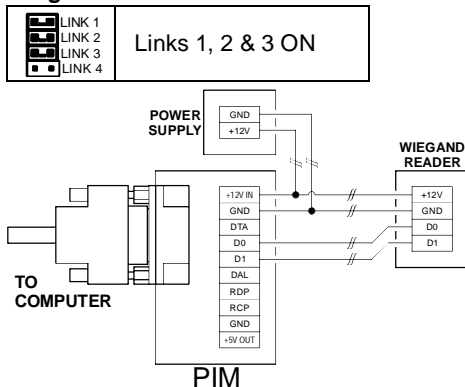 LINK 1
LINK 2
LINK 3
LINK 4
Links 1, 2 & 3 ON
POWER
SUPPLY
GND
+12V
WIEGAND
READER
+12V
GND
D0
D1
+12V IN
GND
DTA
D0
D1
DAL
RDP
RCP
GND
+5V OUT
TO
COMPUTER
PIM